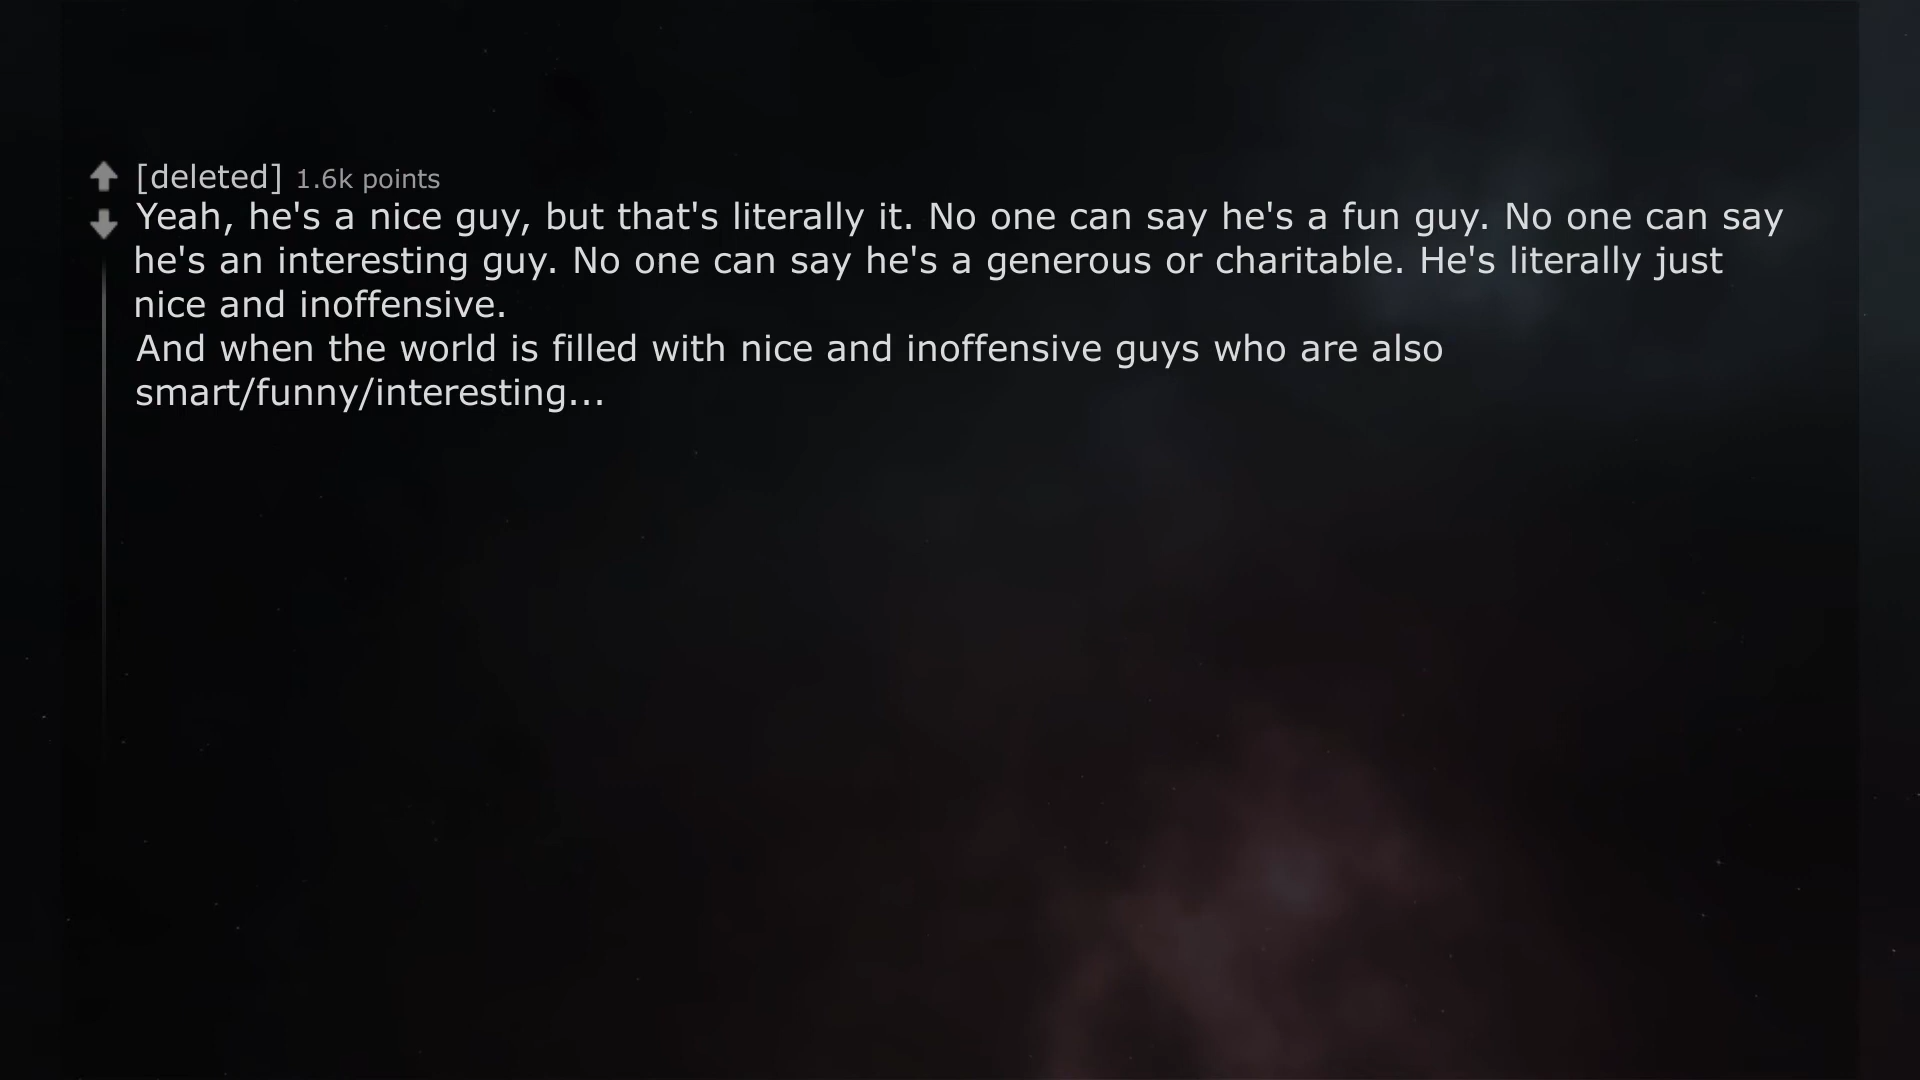 [deleted] 1.6k points
Yeah, he's a nice guy, but that's literally it. No one can say he's a fun guy. No one can say
he's an interesting guy. No one can say he's a generous or charitable. He's literally just
nice and inoffensive.
And when the world is filled with nice and inoffensive guys who are also
smart/funny/interesting...